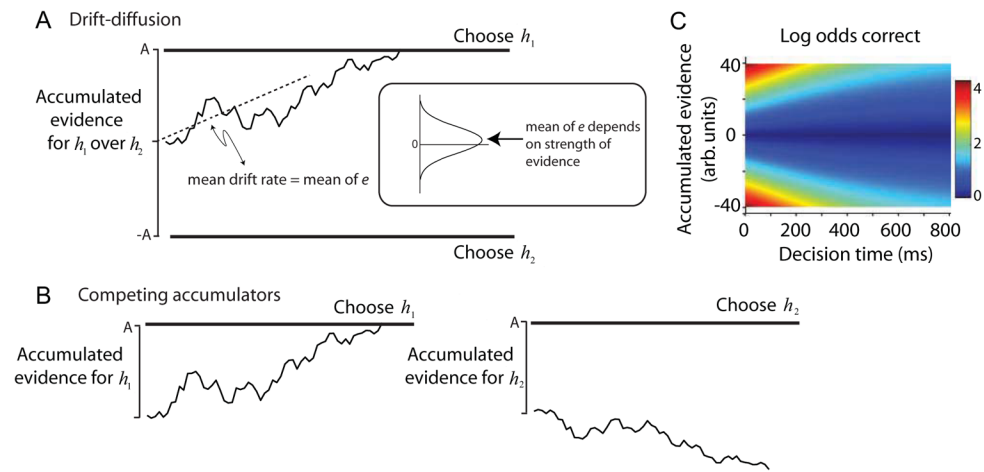 A Drift-diffusion
A
Choose h₁
Accumulated
evidence
for h₁ over h₂
mean drift rate = mean of e
0
mean of e depends
on strength of
evidence
-A
Choose h₂
C
Log odds correct
Accumulated evidence
(arb. units)
40
0
-40
0 200 400 600 800
Decision time (ms)
4
2
0
B Competing accumulators
Choose h₁
A
Accumulated
evidence for h₁
Choose h₂
A
Accumulated
evidence for h₂